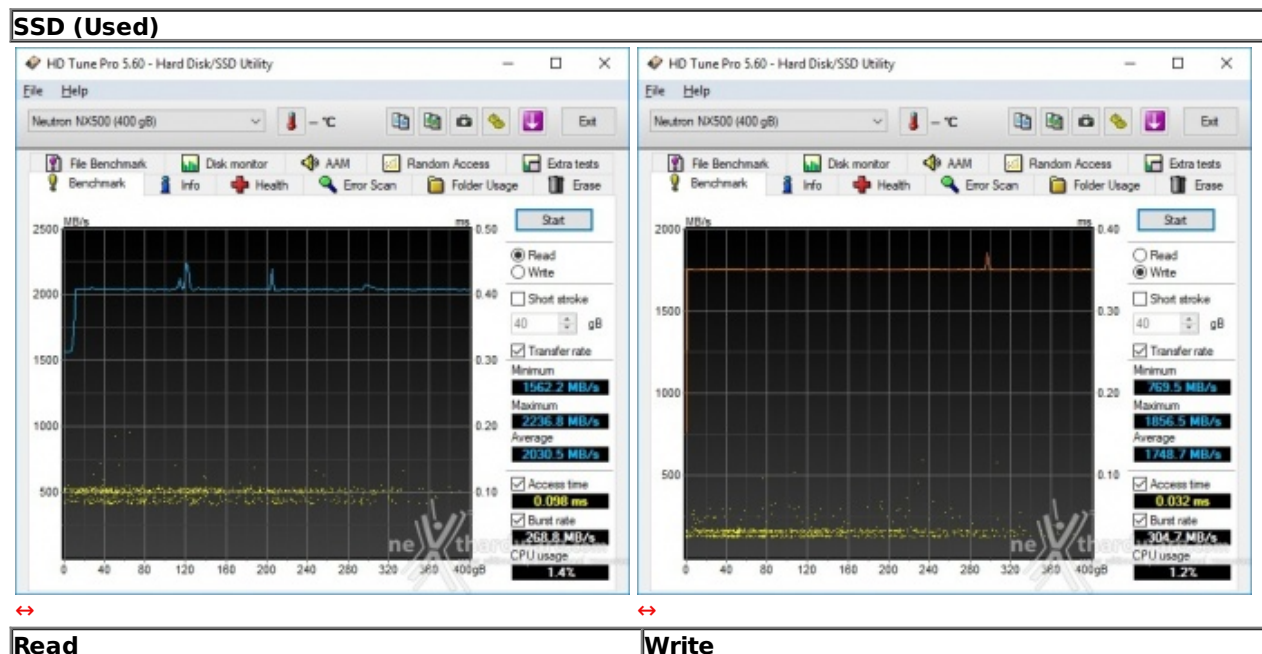 SSD (Used)
HD Tune Pro 5.60 - Hard Disk/SSD Utility
File Help
Neutron NX500 (400 gB)
– °C
Exit
File Benchmark Disk monitor AAM Random Access Extra tests
Benchmark Info Health Error Scan Folder Usage Erase
MB/s
ms
2500
2000
1500
1000
500
0.50
0.40
0.30
0.20
0.10
0 40 80 120 160 200 240 280 320 360 400gB
Start
Read
Write
Short stroke
40 gB
Transfer rate
Minimum
1562.2 MB/s
Maximum
2236.8 MB/s
Average
2030.5 MB/s
Access time
0.098 ms
Burst rate
268.8 MB/s
CPU usage
1.4%
HD Tune Pro 5.60 - Hard Disk/SSD Utility
File Help
Neutron NX500 (400 gB)
– °C
Exit
File Benchmark Disk monitor AAM Random Access Extra tests
Benchmark Info Health Error Scan Folder Usage Erase
MB/s
ms
2000
1500
1000
500
0.40
0.30
0.20
0.10
0 40 80 120 160 200 240 280 320 360 400gB
Start
Read
Write
Short stroke
40 gB
Transfer rate
Minimum
769.5 MB/s
Maximum
1856.5 MB/s
Average
1748.7 MB/s
Access time
0.032 ms
Burst rate
304.7 MB/s
CPU usage
1.2%
Read
Write